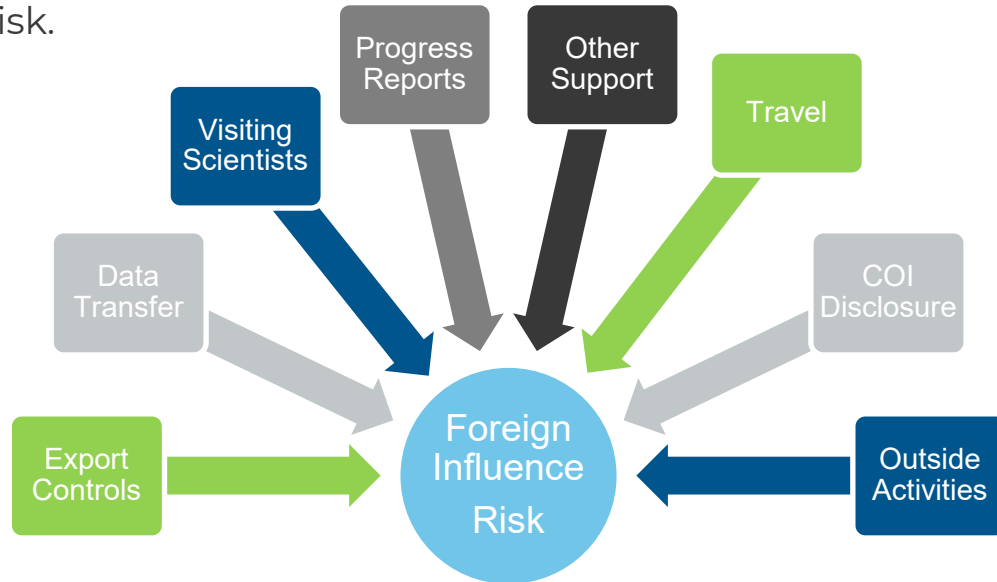 isk.
Progress
Reports
Other
Support
Travel
Visiting
Scientists
Data
Transfer
COI
Disclosure
Export
Controls
Foreign
Influence
Risk
Outside
Activities